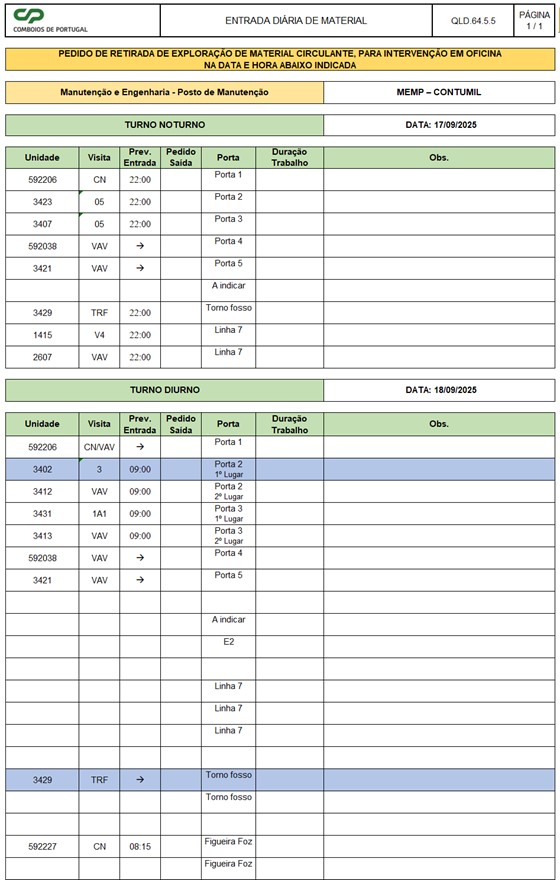 CP
COMBOIOS DE PORTUGAL
ENTRADA DIÁRIA DE MATERIAL
QLD.64.5.5
PÁGINA
1 / 1
PEDIDO DE RETIRADA DE EXPLORAÇÃO DE MATERIAL CIRCULANTE, PARA INTERVENÇÃO EM OFICINA
NA DATA E HORA ABAIXO INDICADA
Manutenção e Engenharia - Posto de Manutenção MEMP – CONTUMIL
TURNO NOTURNO DATA: 17/09/2025
Unidade Visita Prev. Entrada Pedido Saída Porta Duração Trabalho Obs.
592206 CN 22:00 Porta 1
3423 05 22:00 Porta 2
3407 05 22:00 Porta 3
592038 VAV → Porta 4
3421 VAV → Porta 5
A indicar
3429 TRF 22:00 Torno fosso
1415 V4 22:00 Linha 7
2607 VAV 22:00 Linha 7
TURNO DIURNO DATA: 18/09/2025
Unidade Visita Prev. Entrada Pedido Saída Porta Duração Trabalho Obs.
592206 CN/VAV → Porta 1
3402 3 09:00 Porta 2 1º Lugar
3412 VAV 09:00 Porta 2 2º Lugar
3431 1A1 09:00 Porta 3 1º Lugar
3413 VAV 09:00 Porta 3 2º Lugar
592038 VAV → Porta 4
3421 VAV → Porta 5
A indicar
E2
Linha 7
Linha 7
Linha 7
3429 TRF → Torno fosso
Torno fosso
592227 CN 08:15 Figueira Foz
Figueira Foz